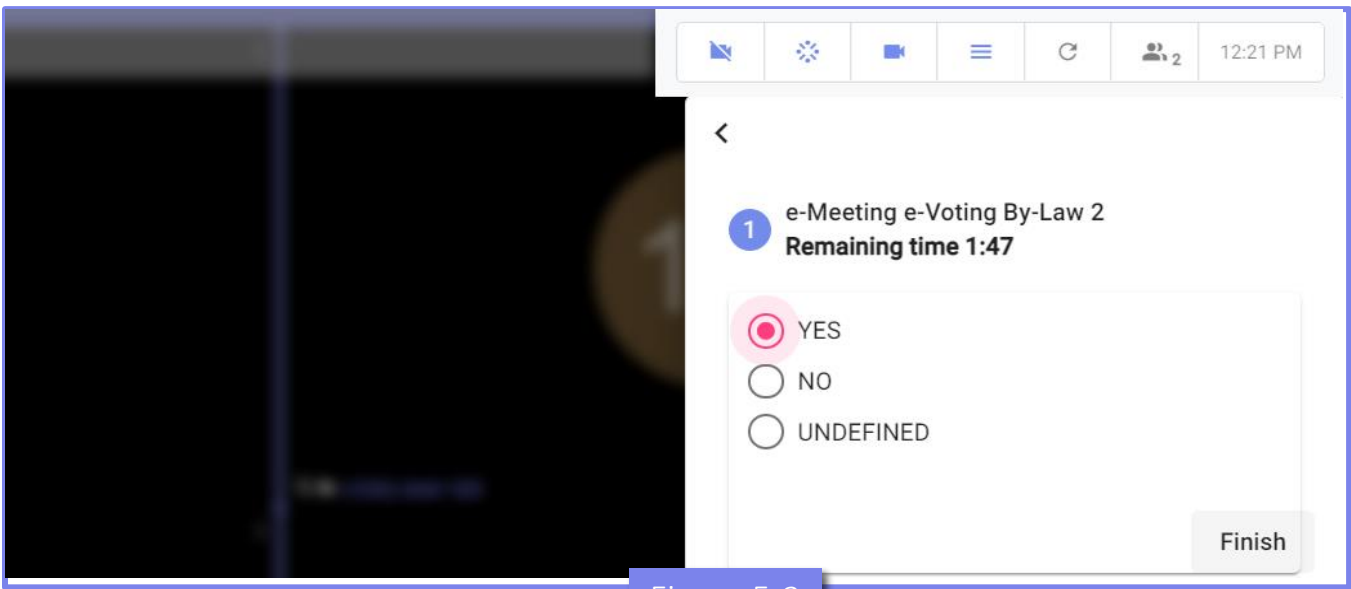 2 12:21 PM
1
e-Meeting e-Voting By-Law 2
Remaining time 1:47
YES
NO
UNDEFINED
Finish